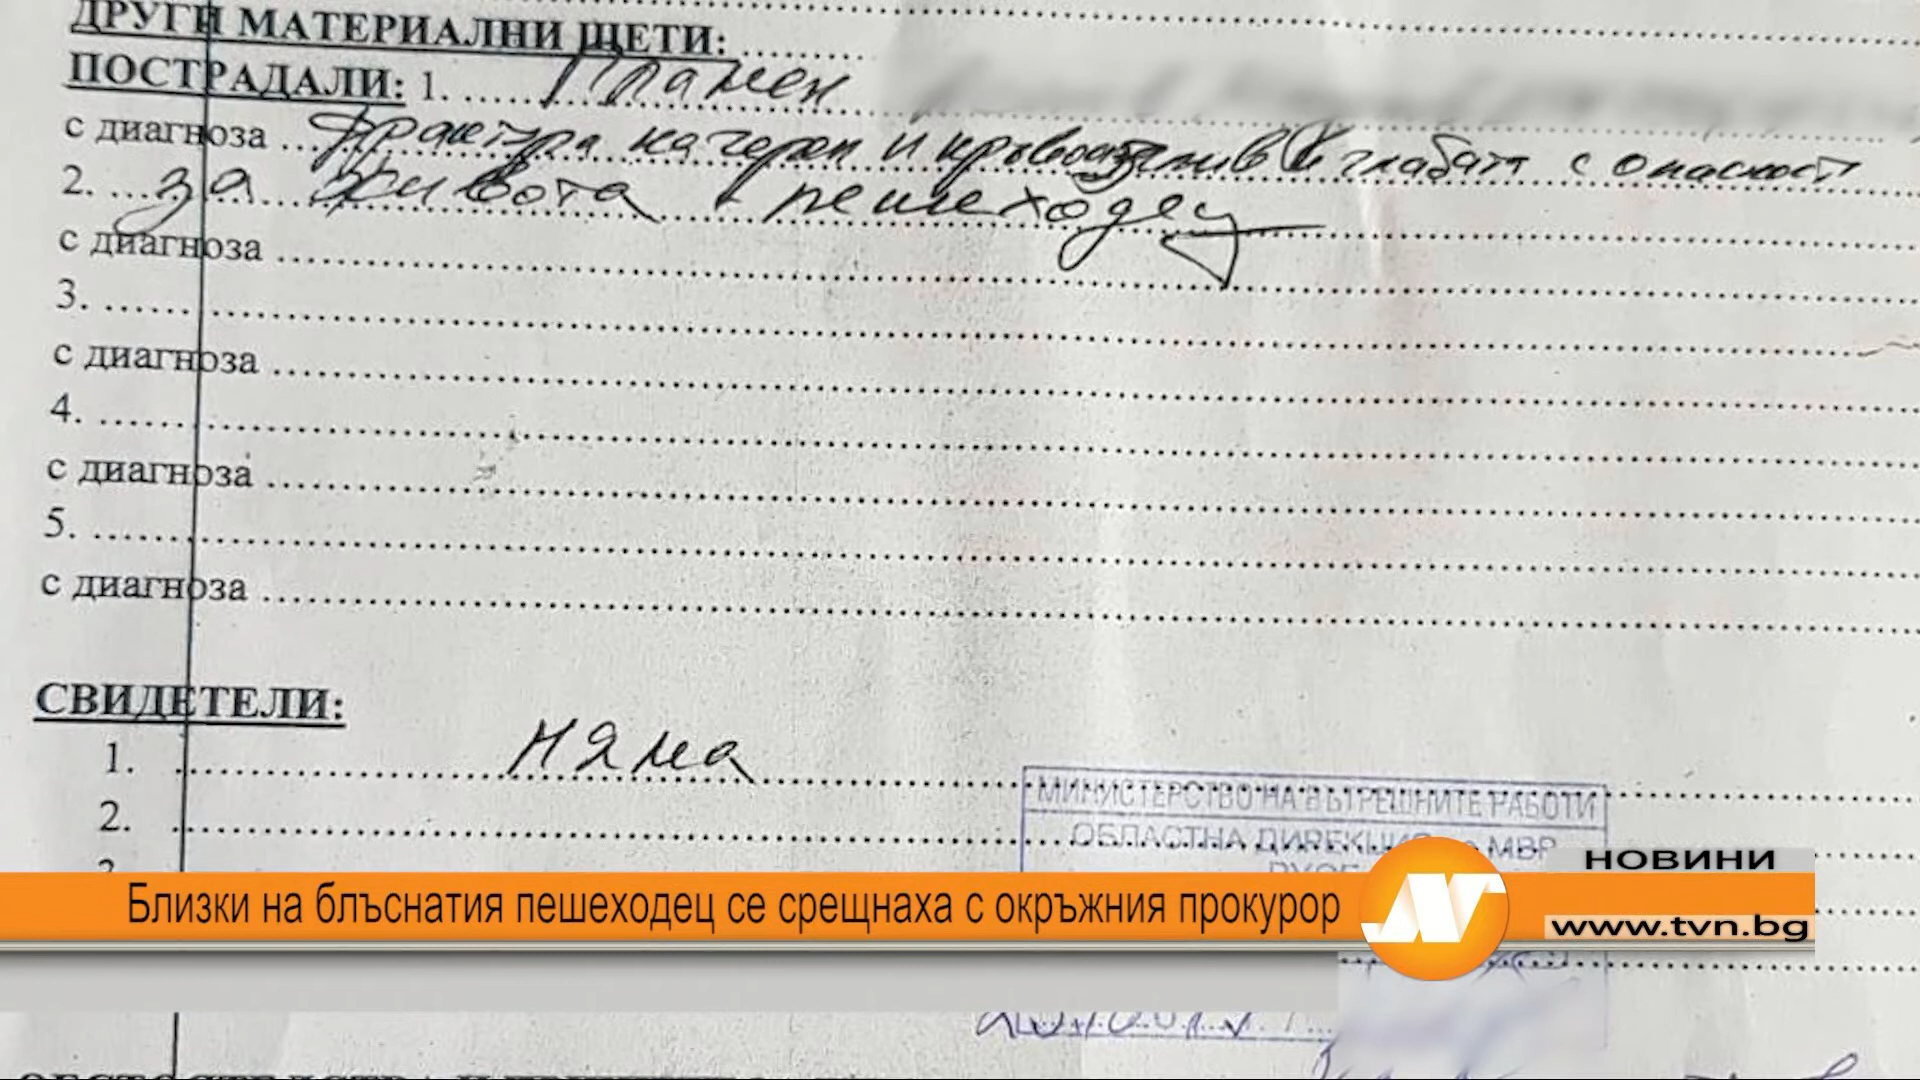 ДРУГИ МАТЕРИАЛНИ ЩЕТИ: ..........
ПОСТРАДАЛИ: 1. Пламен
с диагноза фрактура на череп и кръвоизлив в главата с опасност
2. за живота - пешеходец
с диагноза
3.
с диагноза
4.
с диагноза
5.
с диагноза
СВИДЕТЕЛИ:
1. няма
2.
МИНИСТЕРСТВО НА ВЪТРЕШНИТЕ РАБОТИ
ОБЛАСТНА ДИРЕКЦИЯ МВР
НОВИНИ
Близки на блъснатия пешеходец се срещнаха с окръжния прокурор
www.tvn.bg